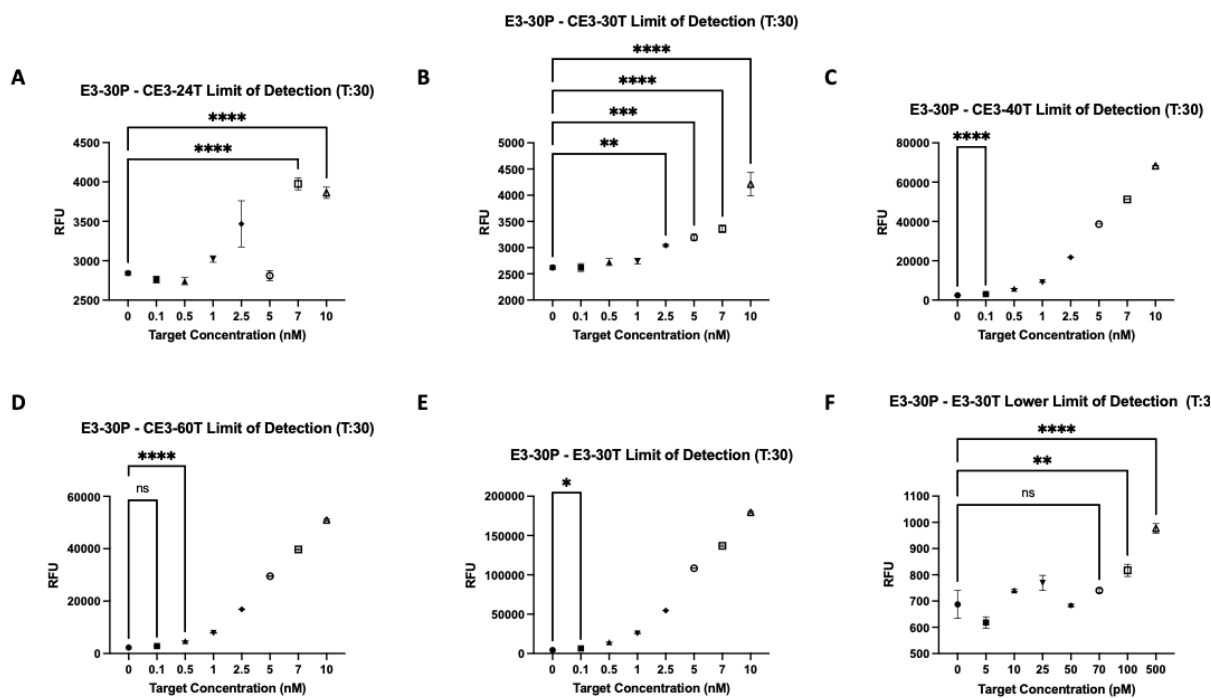 A
E3-30P - CE3-24T Limit of Detection (T:30)
****
****
4500
4000
3500
3000
2500
RFU
0 0.1 0.5 1 2.5 5 7 10
Target Concentration (nM)
B
E3-30P - CE3-30T Limit of Detection (T:30)
****
****
***
**
5000
4500
4000
3500
3000
2500
2000
RFU
0 0.1 0.5 1 2.5 5 7 10
Target Concentration (nM)
C
E3-30P - CE3-40T Limit of Detection (T:30)
****
80000
60000
40000
20000
0
RFU
0 0.1 0.5 1 2.5 5 7 10
Target Concentration (nM)
D
E3-30P - CE3-60T Limit of Detection (T:30)
****
ns
60000
40000
20000
0
RFU
0 0.1 0.5 1 2.5 5 7 10
Target Concentration (nM)
E
E3-30P - E3-30T Limit of Detection (T:30)
*
200000
150000
100000
50000
0
RFU
0 0.1 0.5 1 2.5 5 7 10
Target Concentration (nM)
F
E3-30P - E3-30T Lower Limit of Detection (T:3
****
**
ns
1100
1000
900
800
700
600
500
RFU
0 5 10 25 50 70 100 500
Target Concentration (pM)